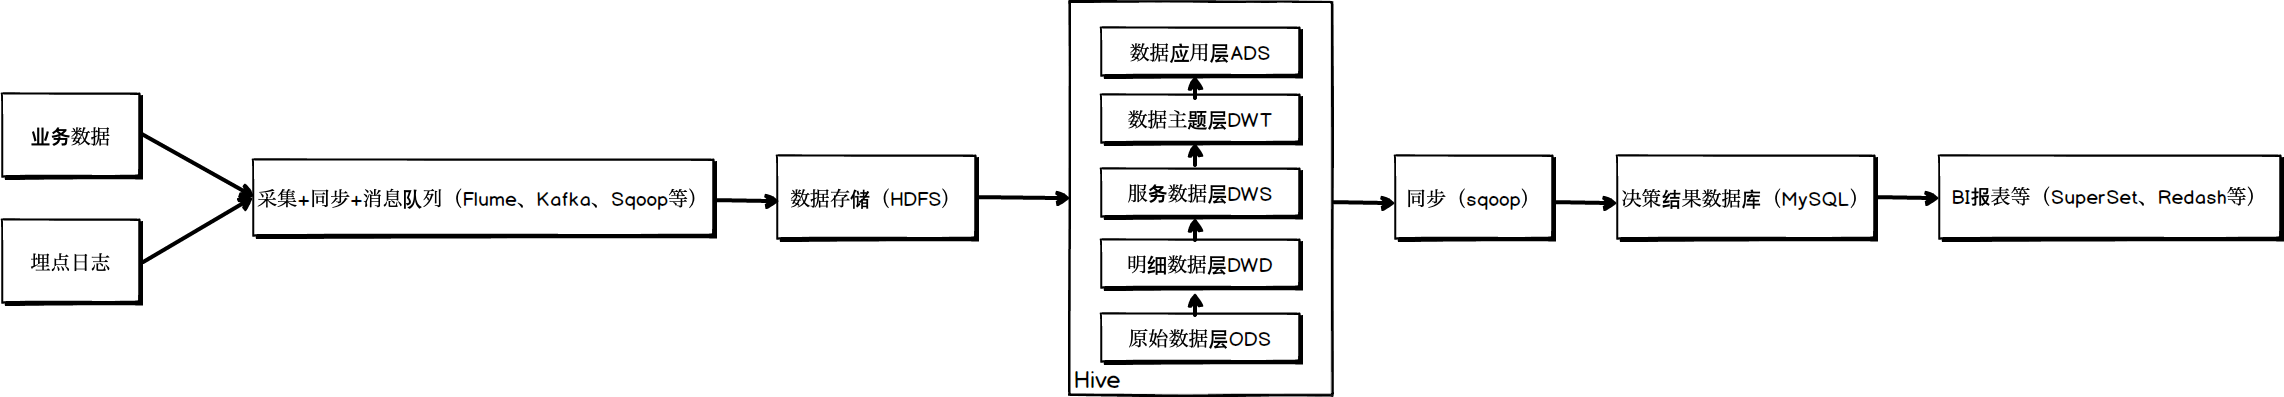 业务数据
埋点日志
采集+同步+消息队列（Flume、Kafka、Sqoop等）
数据存储（HDFS）
数据应用层ADS
数据主题层DWT
服务数据层DWS
明细数据层DWD
原始数据层ODS
Hive
同步（sqoop）
决策结果数据库（MySQL）
BI报表等（SuperSet、Redash等）